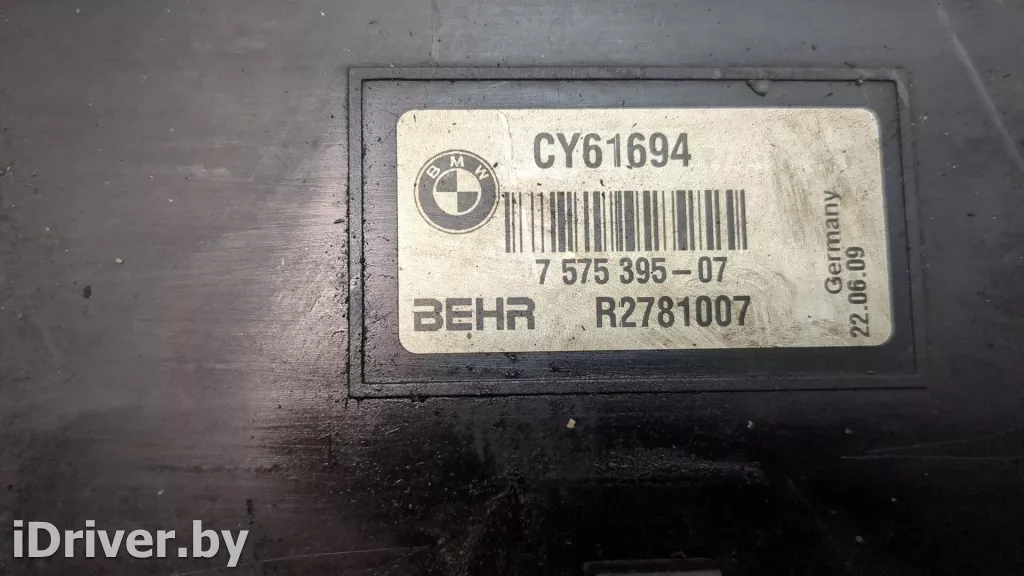 CY61694
BMW
7 575 395-07
BEHR R2781007
Germany
22.06.09
iDriver.by